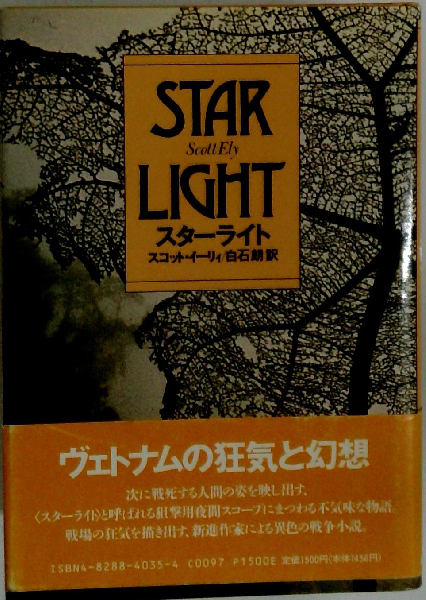 STAR
Scott Ely
LIGHT
スターライト
スコット・イーリィ/白石朗 訳
ヴェトナムの狂気と幻想
次に戦死する人間の姿を映し出す、
〈スターライト〉と呼ばれる狙撃用夜間スコープにまつわる不気味な物語。
戦場の狂気を描き出す、新進作家による異色の戦争小説。
ISBN4-8288-4035-4 C0097 P1500E 定価1500円(本体1456円)